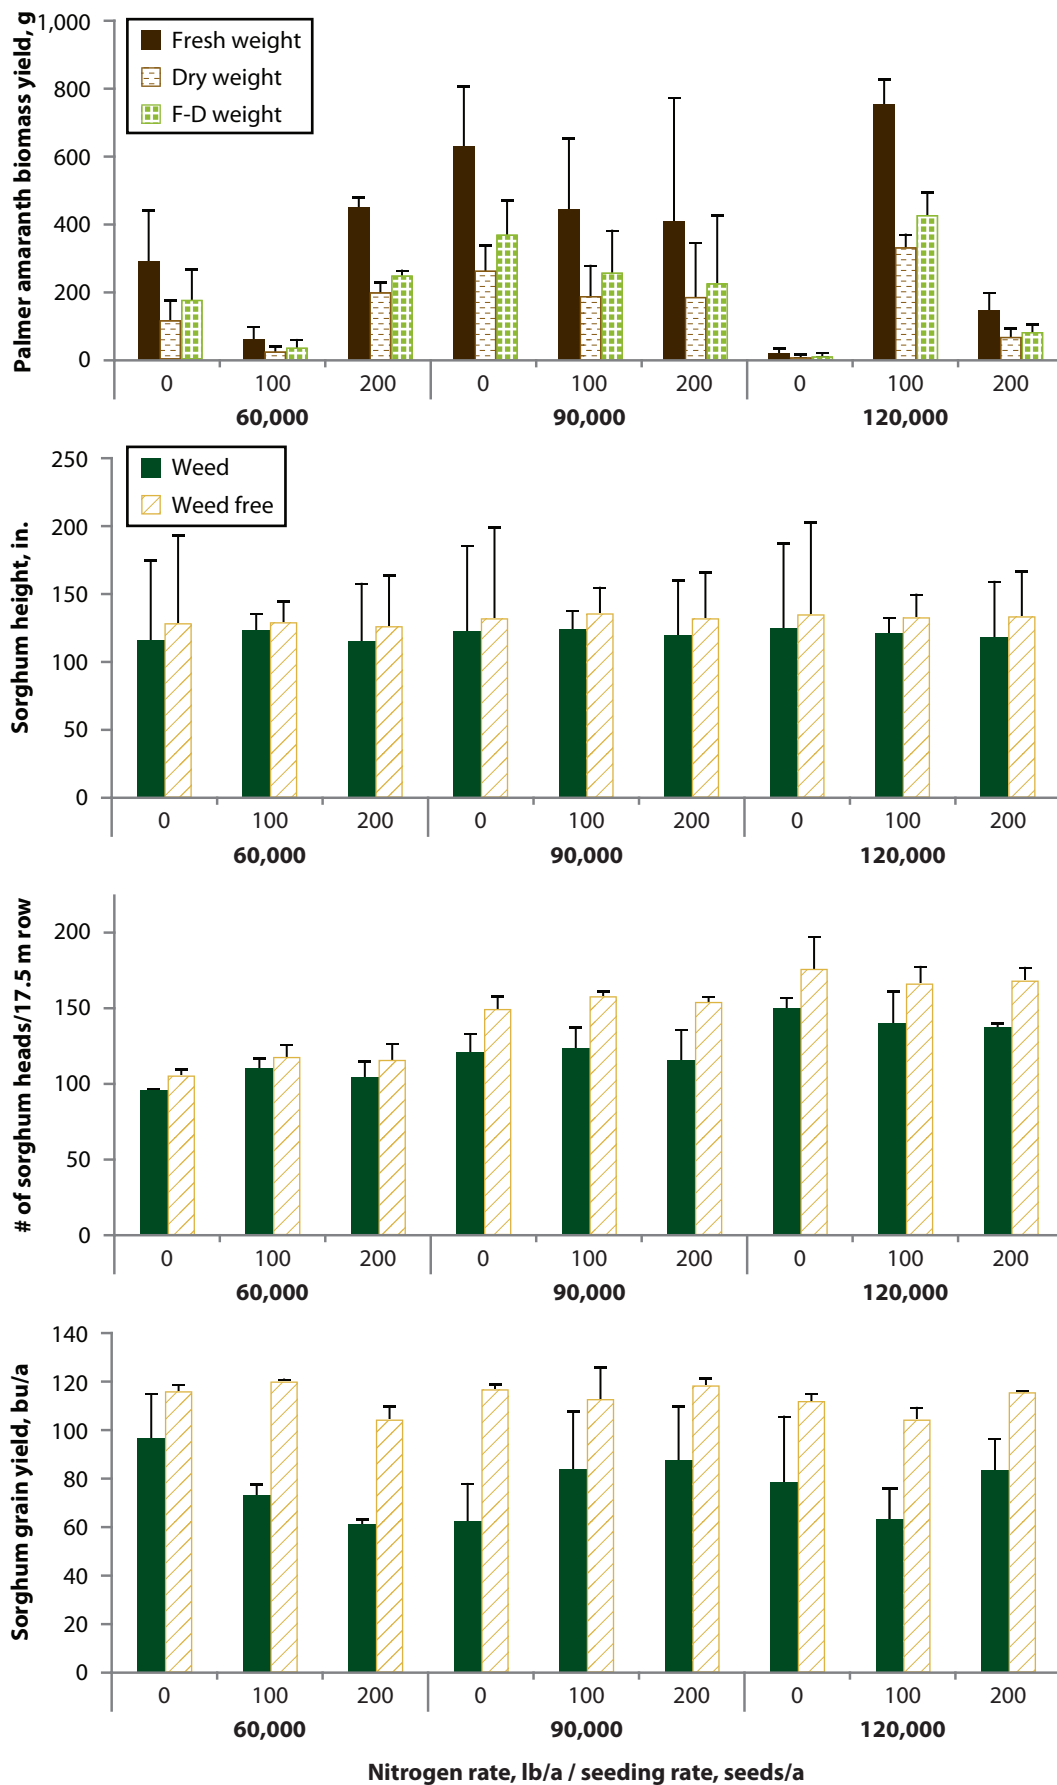 Palmer amaranth biomass yield, g
1,000
800
600
400
200
0
Fresh weight
Dry weight
F-D weight
0 100 200 0 100 200 0 100 200
60,000 90,000 120,000
Sorghum height, in.
250
200
150
100
50
0
Weed
Weed free
0 100 200 0 100 200 0 100 200
60,000 90,000 120,000
# of sorghum heads/17.5 m row
200
150
100
50
0
0 100 200 0 100 200 0 100 200
60,000 90,000 120,000
Sorghum grain yield, bu/a
140
120
100
80
60
40
20
0
0 100 200 0 100 200 0 100 200
60,000 90,000 120,000
Nitrogen rate, lb/a / seeding rate, seeds/a